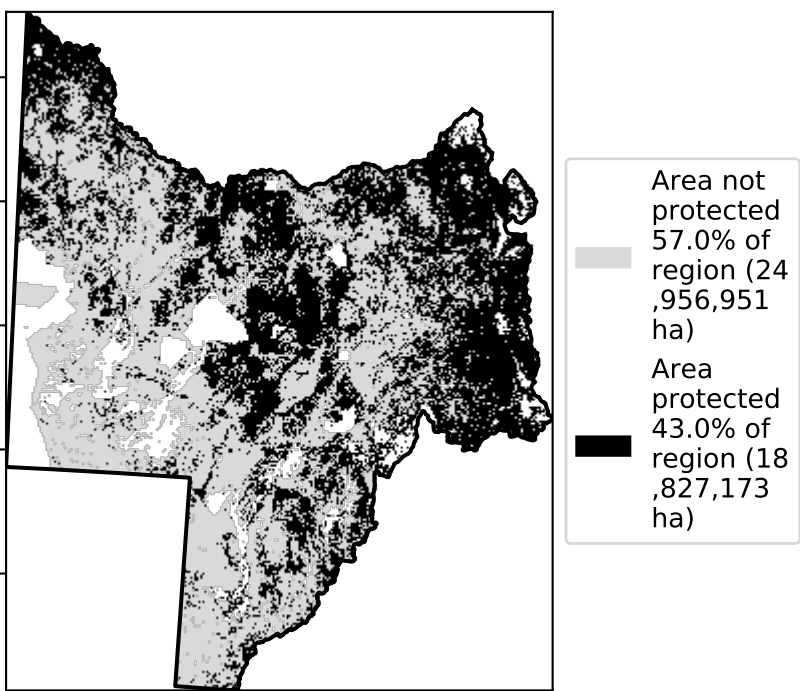 Area not
protected
57.0% of
region (24
,956,951
ha)
Area
protected
43.0% of
region (18
,827,173
ha)